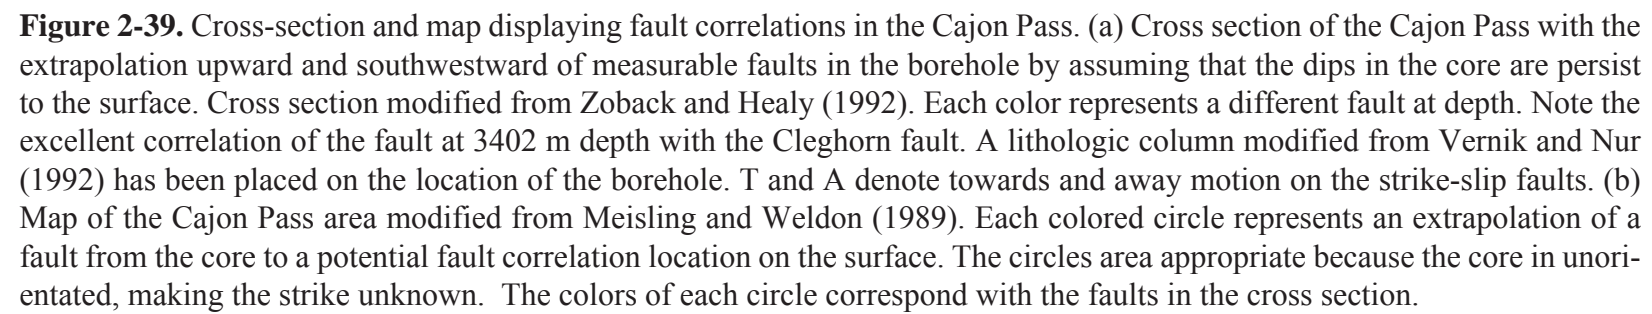 Figure 2-39. Cross-section and map displaying fault correlations in the Cajon Pass. (a) Cross section of the Cajon Pass with the
extrapolation upward and southwestward of measurable faults in the borehole by assuming that the dips in the core are persist
to the surface. Cross section modified from Zoback and Healy (1992). Each color represents a different fault at depth. Note the
excellent correlation of the fault at 3402 m depth with the Cleghorn fault. A lithologic column modified from Vernik and Nur
(1992) has been placed on the location of the borehole. T and A denote towards and away motion on the strike-slip faults. (b)
Map of the Cajon Pass area modified from Meisling and Weldon (1989). Each colored circle represents an extrapolation of a
fault from the core to a potential fault correlation location on the surface. The circles area appropriate because the core in unori-
entated, making the strike unknown.  The colors of each circle correspond with the faults in the cross section.